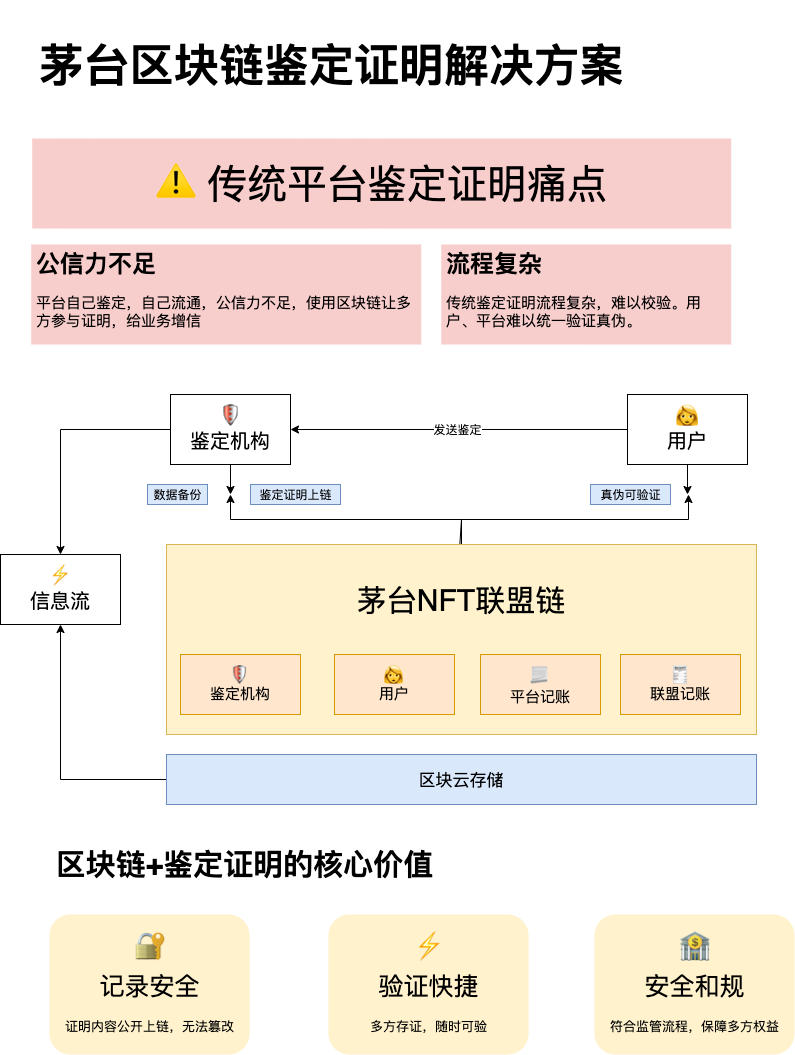 茅台区块链鉴定证明解决方案
传统平台鉴定证明痛点
公信力不足
平台自己鉴定，自己流通，公信力不足，使用区块链让多
方参与证明，给业务增信
流程复杂
传统鉴定证明流程复杂，难以校验。用
户、平台难以统一验证真伪。
鉴定机构
发送鉴定
用户
数据备份
鉴定证明上链
真伪可验证
信息流
茅台NFT联盟链
鉴定机构
用户
平台记账
联盟记账
区块云存储
区块链+鉴定证明的核心价值
记录安全
证明内容公开上链，无法篡改
验证快捷
多方存证，随时可验
安全和规
符合监管流程，保障多方权益